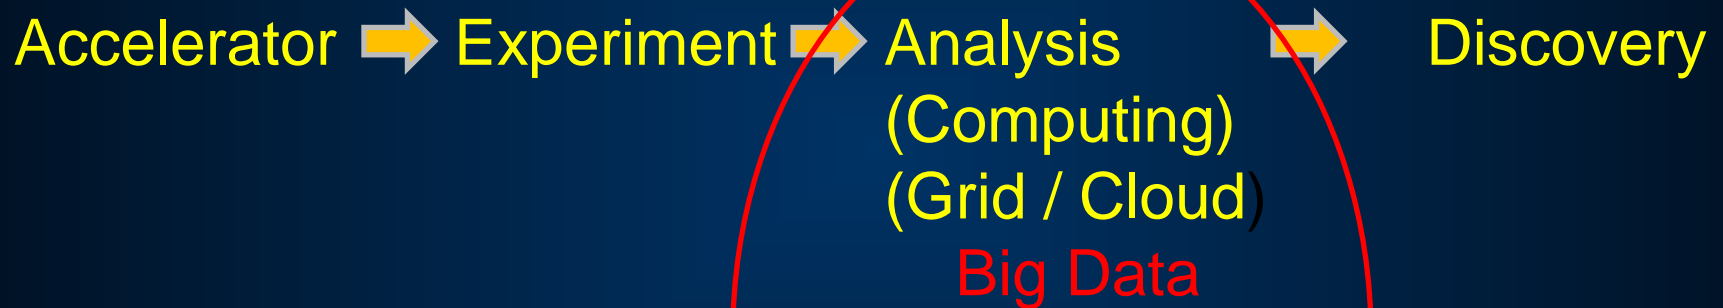 Accelerator Experiment Analysis Discovery
(Computing)
(Grid / Cloud)
Big Data